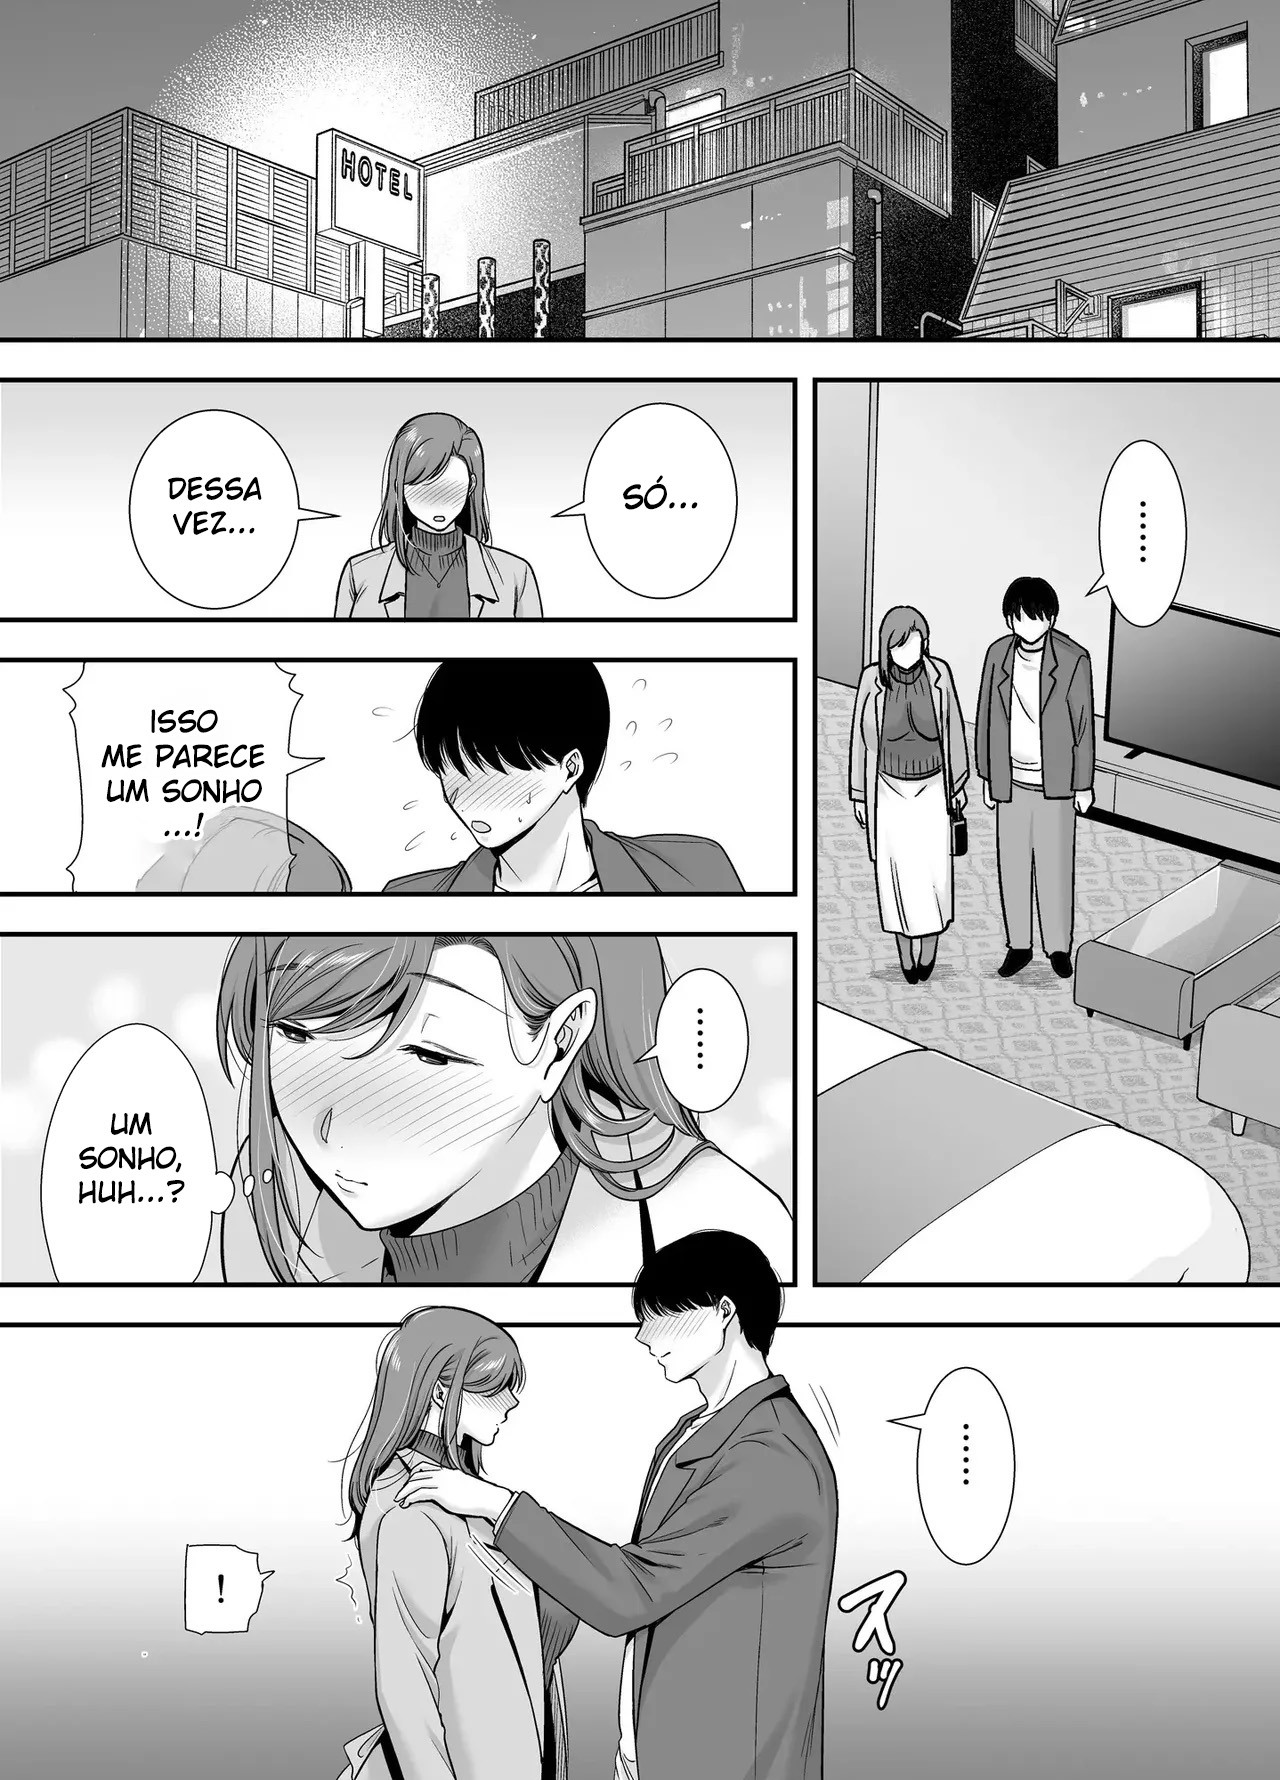 HOTEL
......
SÓ...
DESSA
VEZ...
ISSO
ME PARECE
UM SONHO
...!
......
UM
SONHO,
HUH...?
......
!
スッ